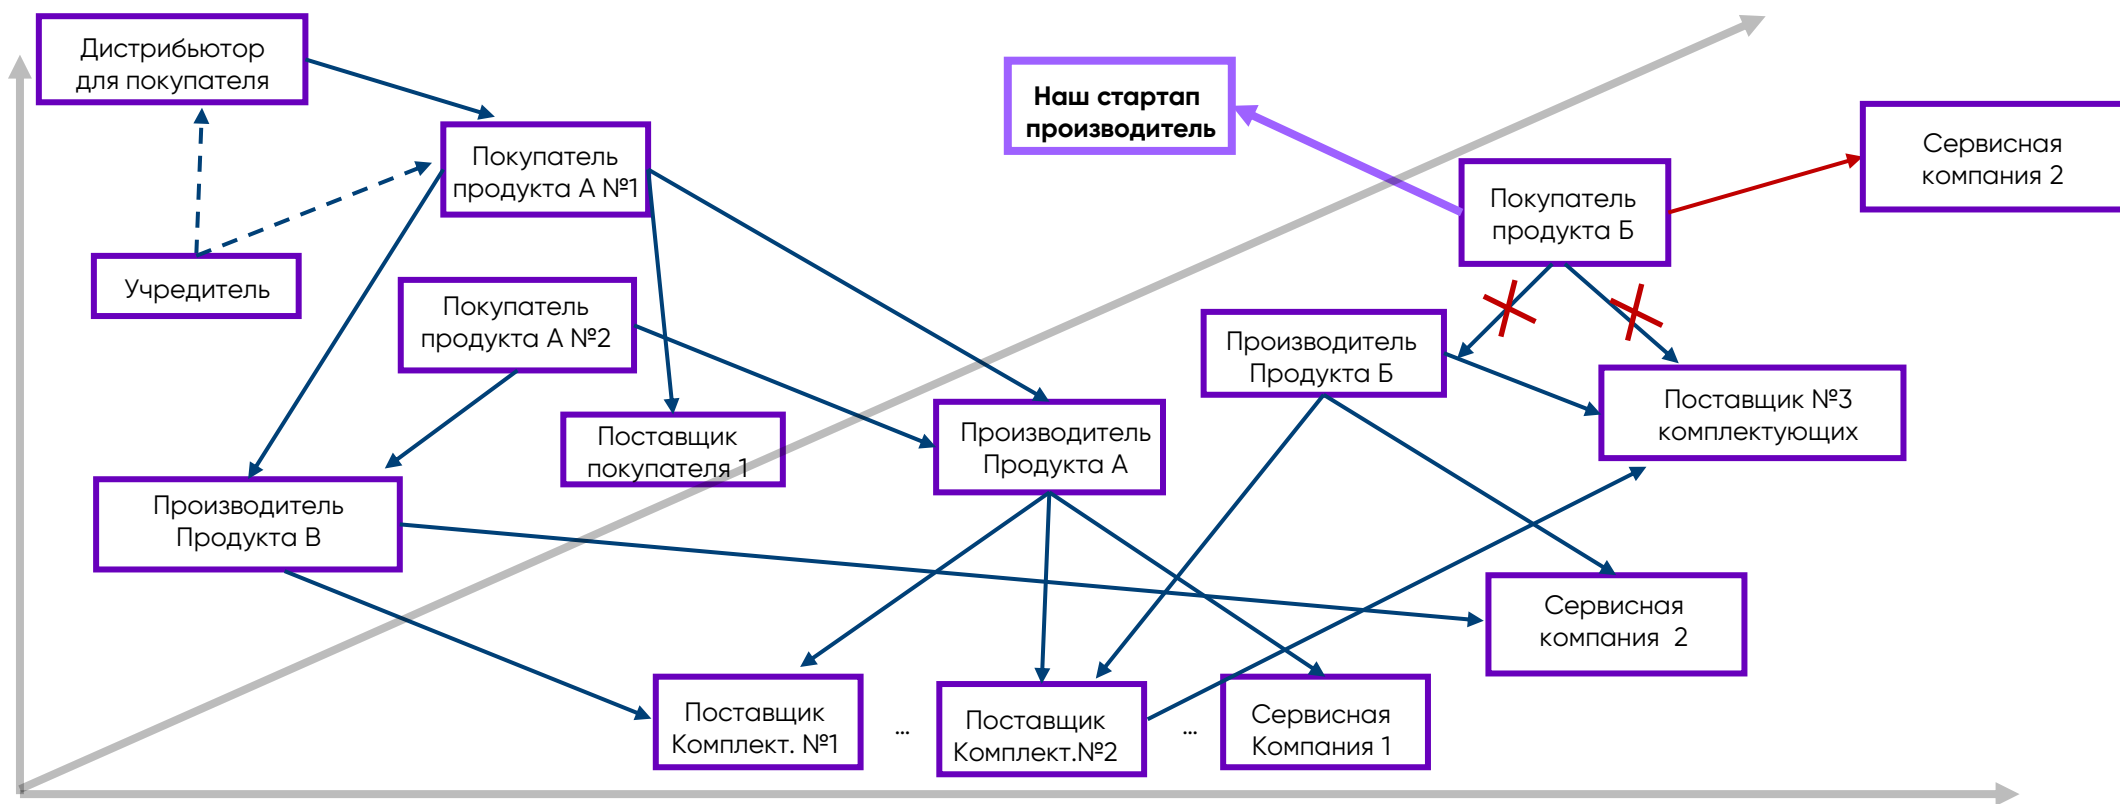 Дистрибьютор
для покупателя
Наш стартап
производитель
Покупатель
продукта А №1
Сервисная
компания 2
Покупатель
продукта Б
Учредитель
Покупатель
продукта А №2
Производитель
Продукта Б
Поставщик №3
комплектующих
Поставщик
покупателя 1
Производитель
Продукта А
Производитель
Продукта В
Сервисная
компания 2
Поставщик
Комплект. №1
...
Поставщик
Комплект.№2
...
Сервисная
Компания 1